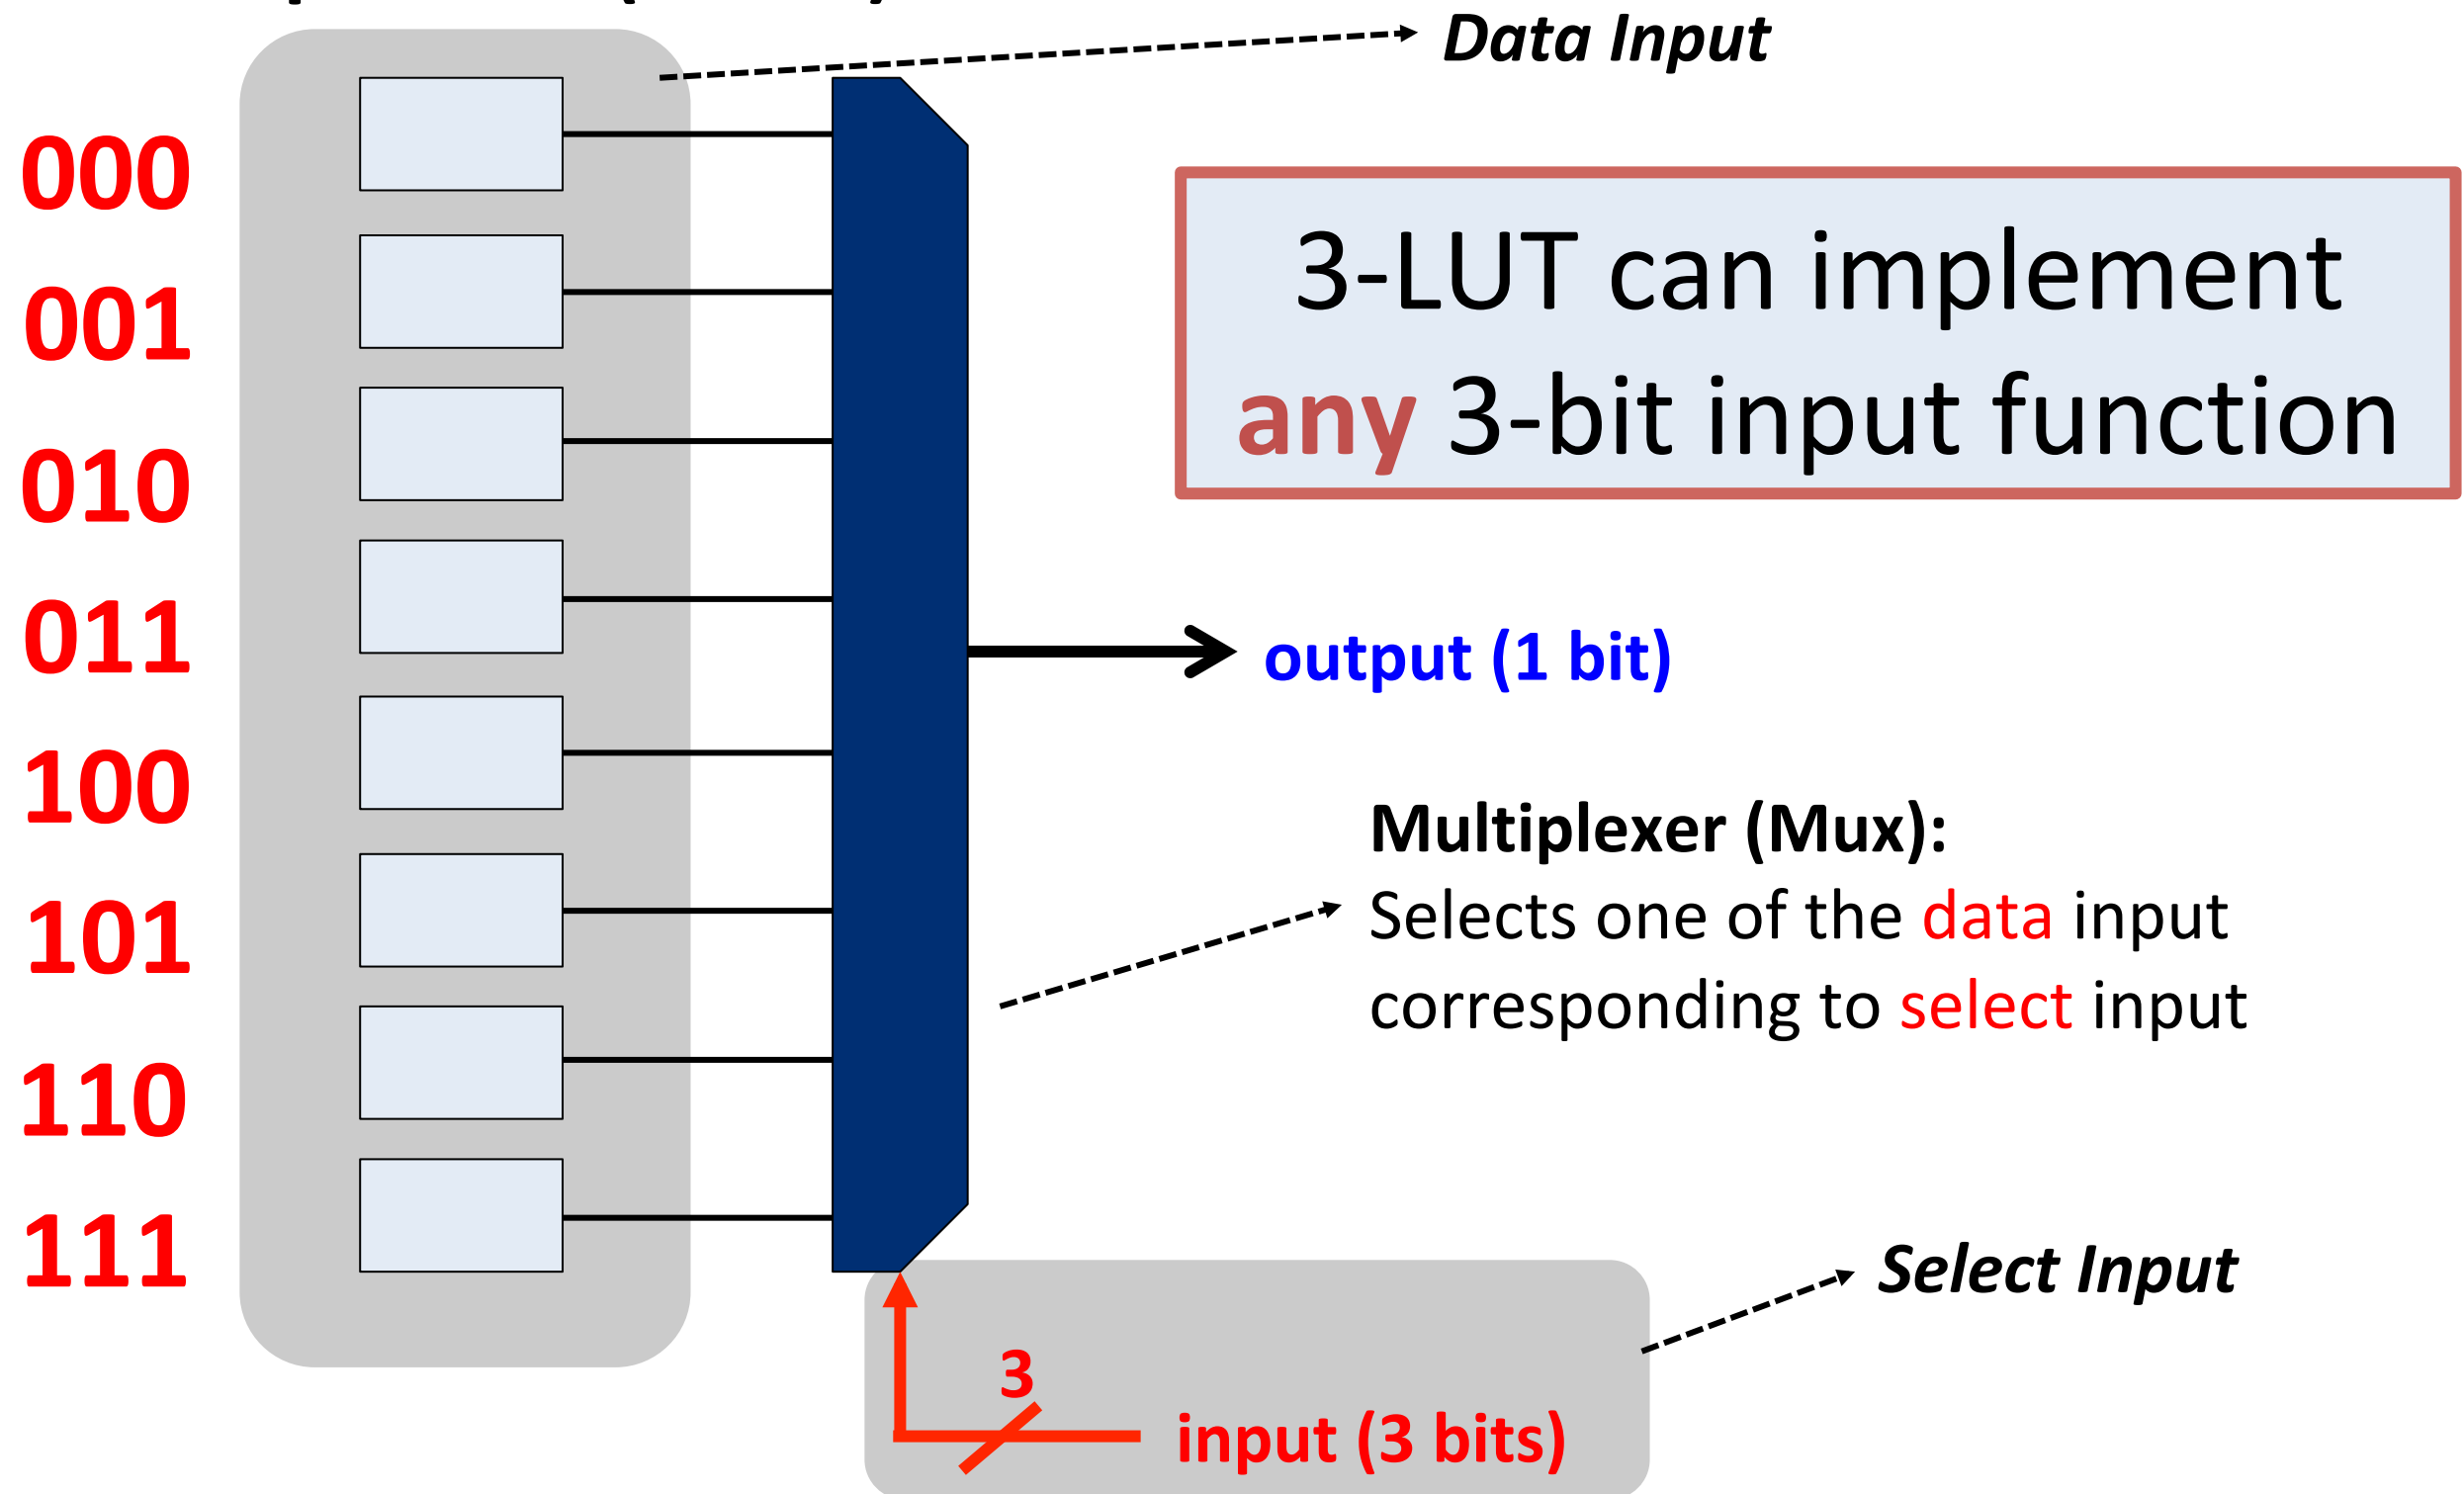 Data Input
000
001
010
011
100
101
110
111
3-LUT can implement
any 3-bit input function
output (1 bit)
Multiplexer (Mux):
Selects one of the data input
corresponding to select input
Select Input
3
input (3 bits)